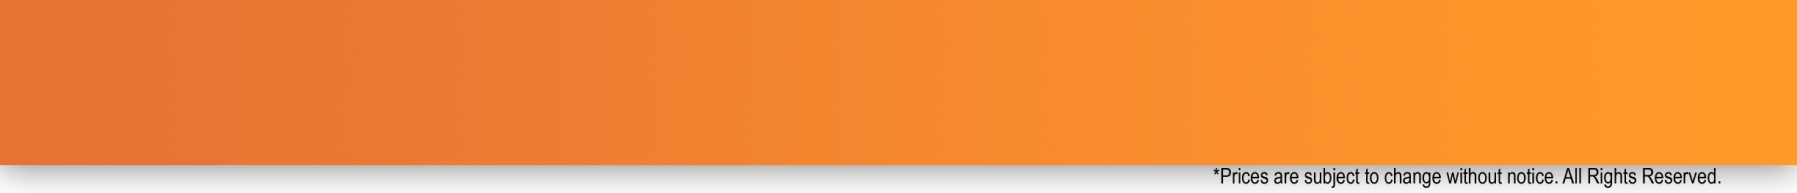 *Prices are subject to change without notice. All Rights Reserved.